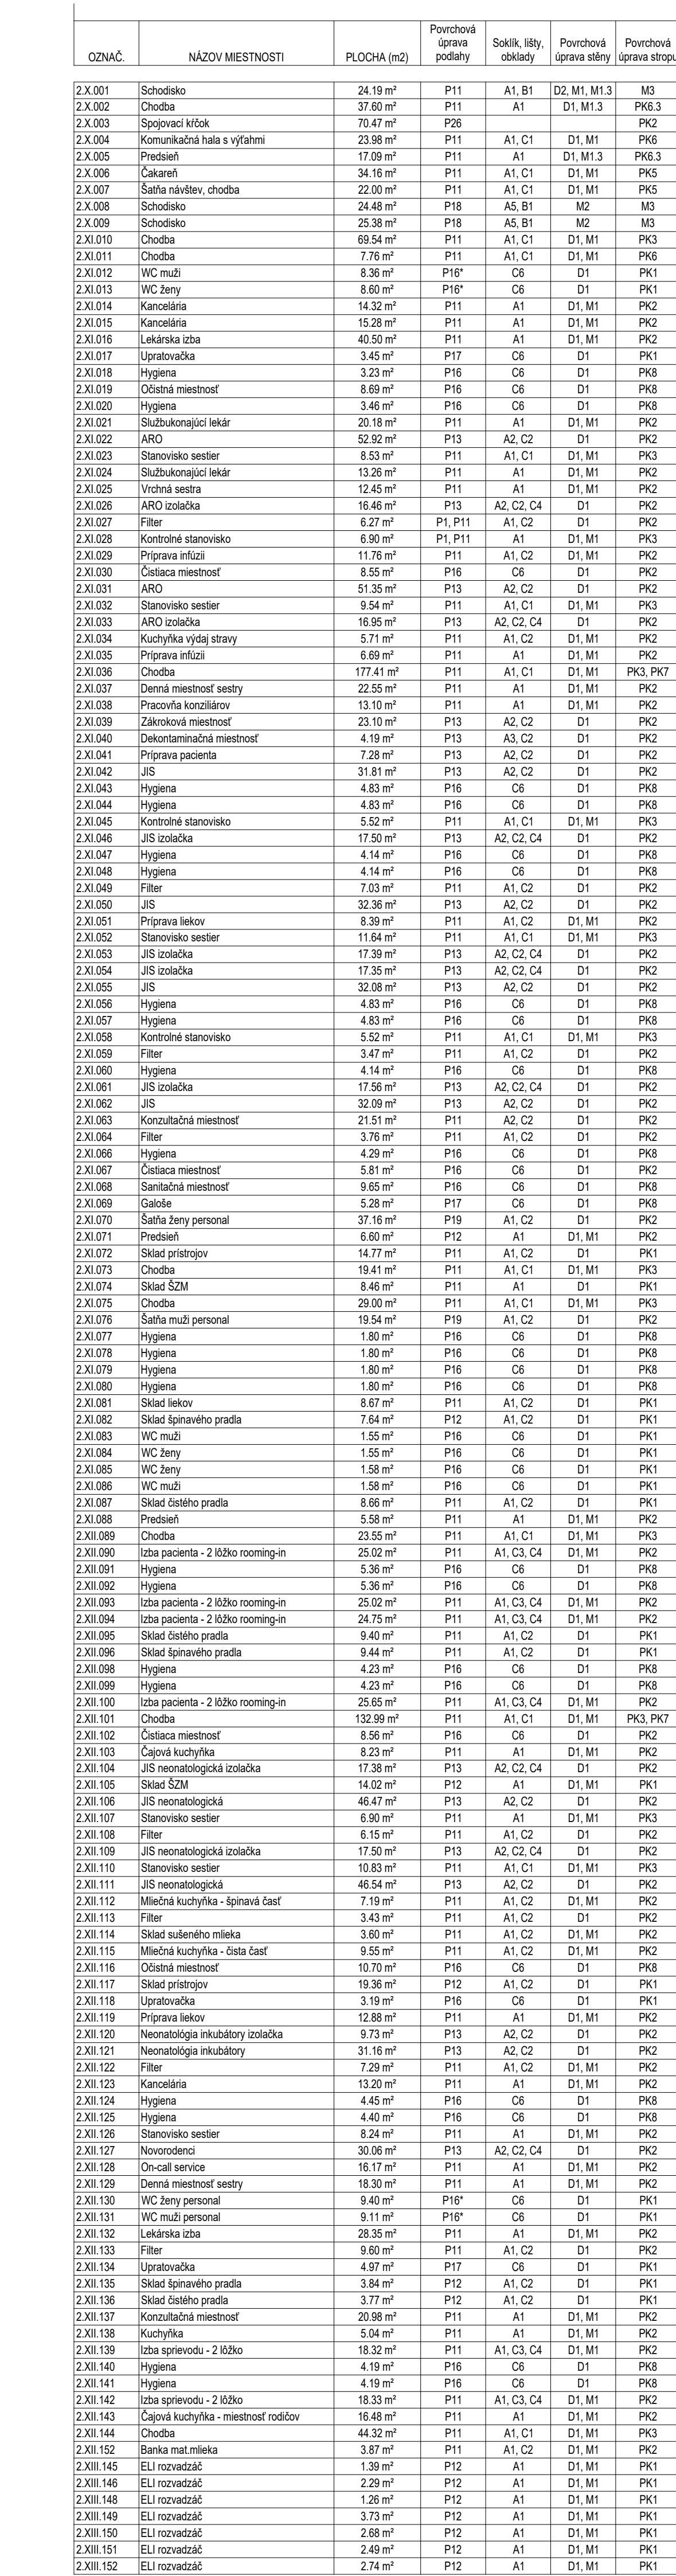 OZNAČ. NÁZOV MIESTNOSTI PLOCHA (m2) Povrchová úprava podlahy Soklík, lišty, obklady Povrchová úprava stěny Povrchová úprava stropu
2.X.001 Schodisko 24.19 m² P11 A1, B1 D2, M1, M1.3 M3
2.X.002 Chodba 37.60 m² P11 A1 D1, M1.3 PK6.3
2.X.003 Spojovací kŕčok 70.47 m² P26 PK2
2.X.004 Komunikačná hala s výťahmi 23.98 m² P11 A1, C1 D1, M1 PK6
2.X.005 Predsieň 17.09 m² P11 A1 D1, M1.3 PK6.3
2.X.006 Čakareň 34.16 m² P11 A1, C1 D1, M1 PK5
2.X.007 Šatňa návštev, chodba 22.00 m² P11 A1, C1 D1, M1 PK5
2.X.008 Schodisko 24.48 m² P18 A5, B1 M2 M3
2.X.009 Schodisko 25.38 m² P18 A5, B1 M2 M3
2.XI.010 Chodba 69.54 m² P11 A1, C1 D1, M1 PK3
2.XI.011 Chodba 7.76 m² P11 A1, C1 D1, M1 PK6
2.XI.012 WC muži 8.36 m² P16* C6 D1 PK1
2.XI.013 WC ženy 8.60 m² P16* C6 D1 PK1
2.XI.014 Kancelária 14.32 m² P11 A1 D1, M1 PK2
2.XI.015 Kancelária 15.28 m² P11 A1 D1, M1 PK2
2.XI.016 Lekárska izba 40.50 m² P11 A1 D1, M1 PK2
2.XI.017 Upratovačka 3.45 m² P17 C6 D1 PK1
2.XI.018 Hygiena 3.23 m² P16 C6 D1 PK8
2.XI.019 Očistná miestnosť 8.69 m² P16 C6 D1 PK8
2.XI.020 Hygiena 3.46 m² P16 C6 D1 PK8
2.XI.021 Službukonajúcí lekár 20.18 m² P11 A1 D1, M1 PK2
2.XI.022 ARO 52.92 m² P13 A2, C2 D1 PK2
2.XI.023 Stanovisko sestier 8.53 m² P11 A1, C1 D1, M1 PK3
2.XI.024 Službukonajúcí lekár 13.26 m² P11 A1 D1, M1 PK2
2.XI.025 Vrchná sestra 12.45 m² P11 A1 D1, M1 PK2
2.XI.026 ARO izolačka 16.46 m² P13 A2, C2, C4 D1 PK2
2.XI.027 Filter 6.27 m² P1, P11 A1, C2 D1 PK2
2.XI.028 Kontrolné stanovisko 6.90 m² P1, P11 A1 D1, M1 PK3
2.XI.029 Príprava infúzii 11.76 m² P11 A1, C2 D1, M1 PK2
2.XI.030 Čistiaca miestnosť 8.55 m² P16 C6 D1 PK2
2.XI.031 ARO 51.35 m² P13 A2, C2 D1 PK2
2.XI.032 Stanovisko sestier 9.54 m² P11 A1, C1 D1, M1 PK3
2.XI.033 ARO izolačka 16.95 m² P13 A2, C2, C4 D1 PK2
2.XI.034 Kuchyňka výdaj stravy 5.71 m² P11 A1, C2 D1, M1 PK2
2.XI.035 Príprava infúzii 6.69 m² P11 A1 D1, M1 PK2
2.XI.036 Chodba 177.41 m² P11 A1, C1 D1, M1 PK3, PK7
2.XI.037 Denná miestnosť sestry 22.55 m² P11 A1 D1, M1 PK2
2.XI.038 Pracovňa konziliárov 13.10 m² P11 A1 D1, M1 PK2
2.XI.039 Zákroková miestnosť 23.10 m² P13 A2, C2 D1 PK2
2.XI.040 Dekontaminačná miestnosť 4.19 m² P13 A3, C2 D1 PK2
2.XI.041 Príprava pacienta 7.28 m² P13 A2, C2 D1 PK2
2.XI.042 JIS 31.81 m² P13 A2, C2 D1 PK2
2.XI.043 Hygiena 4.83 m² P16 C6 D1 PK8
2.XI.044 Hygiena 4.83 m² P16 C6 D1 PK8
2.XI.045 Kontrolné stanovisko 5.52 m² P11 A1, C1 D1, M1 PK3
2.XI.046 JIS izolačka 17.50 m² P13 A2, C2, C4 D1 PK2
2.XI.047 Hygiena 4.14 m² P16 C6 D1 PK8
2.XI.048 Hygiena 4.14 m² P16 C6 D1 PK8
2.XI.049 Filter 7.03 m² P11 A1, C2 D1 PK2
2.XI.050 JIS 32.36 m² P13 A2, C2 D1 PK2
2.XI.051 Príprava liekov 8.39 m² P11 A1, C2 D1, M1 PK2
2.XI.052 Stanovisko sestier 11.64 m² P11 A1, C1 D1, M1 PK3
2.XI.053 JIS izolačka 17.39 m² P13 A2, C2, C4 D1 PK2
2.XI.054 JIS izolačka 17.35 m² P13 A2, C2, C4 D1 PK2
2.XI.055 JIS 32.08 m² P13 A2, C2 D1 PK2
2.XI.056 Hygiena 4.83 m² P16 C6 D1 PK8
2.XI.057 Hygiena 4.83 m² P16 C6 D1 PK8
2.XI.058 Kontrolné stanovisko 5.52 m² P11 A1, C1 D1, M1 PK3
2.XI.059 Filter 3.47 m² P11 A1, C2 D1 PK2
2.XI.060 Hygiena 4.14 m² P16 C6 D1 PK8
2.XI.061 JIS izolačka 17.56 m² P13 A2, C2, C4 D1 PK2
2.XI.062 JIS 32.09 m² P13 A2, C2 D1 PK2
2.XI.063 Konzultačná miestnosť 21.51 m² P11 A2, C2 D1 PK2
2.XI.064 Filter 3.76 m² P11 A1, C2 D1 PK2
2.XI.066 Hygiena 4.29 m² P16 C6 D1 PK8
2.XI.067 Čistiaca miestnosť 5.81 m² P16 C6 D1 PK2
2.XI.068 Sanitačná miestnosť 9.65 m² P16 C6 D1 PK8
2.XI.069 Galoše 5.28 m² P17 C6 D1 PK8
2.XI.070 Šatňa ženy personal 37.16 m² P19 A1, C2 D1 PK2
2.XI.071 Predsieň 6.60 m² P12 A1 D1, M1 PK2
2.XI.072 Sklad prístrojov 14.77 m² P11 A1, C2 D1 PK1
2.XI.073 Chodba 19.41 m² P11 A1, C1 D1, M1 PK3
2.XI.074 Sklad ŠZM 8.46 m² P11 A1 D1 PK1
2.XI.075 Chodba 29.00 m² P11 A1, C1 D1, M1 PK3
2.XI.076 Šatňa muži personal 19.54 m² P19 A1, C2 D1 PK2
2.XI.077 Hygiena 1.80 m² P16 C6 D1 PK8
2.XI.078 Hygiena 1.80 m² P16 C6 D1 PK8
2.XI.079 Hygiena 1.80 m² P16 C6 D1 PK8
2.XI.080 Hygiena 1.80 m² P16 C6 D1 PK8
2.XI.081 Sklad liekov 8.67 m² P11 A1, C2 D1 PK1
2.XI.082 Sklad špinavého pradla 7.64 m² P12 A1, C2 D1 PK1
2.XI.083 WC muži 1.55 m² P16 C6 D1 PK1
2.XI.084 WC ženy 1.55 m² P16 C6 D1 PK1
2.XI.085 WC ženy 1.58 m² P16 C6 D1 PK1
2.XI.086 WC muži 1.58 m² P16 C6 D1 PK1
2.XI.087 Sklad čistého pradla 8.66 m² P11 A1, C2 D1 PK1
2.XI.088 Predsieň 5.58 m² P11 A1 D1, M1 PK2
2.XII.089 Chodba 23.55 m² P11 A1, C1 D1, M1 PK3
2.XII.090 Izba pacienta - 2 lôžko rooming-in 25.02 m² P11 A1, C3, C4 D1, M1 PK2
2.XII.091 Hygiena 5.36 m² P16 C6 D1 PK8
2.XII.092 Hygiena 5.36 m² P16 C6 D1 PK8
2.XII.093 Izba pacienta - 2 lôžko rooming-in 25.02 m² P11 A1, C3, C4 D1, M1 PK2
2.XII.094 Izba pacienta - 2 lôžko rooming-in 24.75 m² P11 A1, C3, C4 D1, M1 PK2
2.XII.095 Sklad čistého pradla 9.40 m² P11 A1, C2 D1 PK1
2.XII.096 Sklad špinavého pradla 9.44 m² P11 A1, C2 D1 PK1
2.XII.098 Hygiena 4.23 m² P16 C6 D1 PK8
2.XII.099 Hygiena 4.23 m² P16 C6 D1 PK8
2.XII.100 Izba pacienta - 2 lôžko rooming-in 25.65 m² P11 A1, C3, C4 D1, M1 PK2
2.XII.101 Chodba 132.99 m² P11 A1, C1 D1, M1 PK3, PK7
2.XII.102 Čistiaca miestnosť 8.56 m² P16 C6 D1 PK2
2.XII.103 Čajová kuchyňka 8.23 m² P11 A1 D1, M1 PK2
2.XII.104 JIS neonatologická izolačka 17.38 m² P13 A2, C2, C4 D1 PK2
2.XII.105 Sklad ŠZM 14.02 m² P12 A1 D1, M1 PK1
2.XII.106 JIS neonatologická 46.47 m² P13 A2, C2 D1 PK2
2.XII.107 Stanovisko sestier 6.90 m² P11 A1 D1, M1 PK3
2.XII.108 Filter 6.15 m² P11 A1, C2 D1 PK2
2.XII.109 JIS neonatologická izolačka 17.50 m² P13 A2, C2, C4 D1 PK2
2.XII.110 Stanovisko sestier 10.83 m² P11 A1, C1 D1, M1 PK3
2.XII.111 JIS neonatologická 46.54 m² P13 A2, C2 D1 PK2
2.XII.112 Mliečná kuchyňka - špinavá časť 7.19 m² P11 A1, C2 D1, M1 PK2
2.XII.113 Filter 3.43 m² P11 A1, C2 D1 PK2
2.XII.114 Sklad sušeného mlieka 3.60 m² P11 A1, C2 D1, M1 PK2
2.XII.115 Mliečná kuchyňka - čista časť 9.55 m² P11 A1, C2 D1, M1 PK2
2.XII.116 Očistná miestnosť 10.70 m² P16 C6 D1 PK8
2.XII.117 Sklad prístrojov 19.36 m² P12 A1, C2 D1 PK1
2.XII.118 Upratovačka 3.19 m² P16 C6 D1 PK1
2.XII.119 Príprava liekov 12.88 m² P11 A1 D1, M1 PK2
2.XII.120 Neonatológia inkubátory izolačka 9.73 m² P13 A2, C2 D1 PK2
2.XII.121 Neonatológia inkubátory 31.16 m² P13 A2, C2 D1 PK2
2.XII.122 Filter 7.29 m² P11 A1, C2 D1, M1 PK2
2.XII.123 Kancelária 13.20 m² P11 A1 D1, M1 PK2
2.XII.124 Hygiena 4.45 m² P16 C6 D1 PK8
2.XII.125 Hygiena 4.40 m² P16 C6 D1 PK8
2.XII.126 Stanovisko sestier 8.24 m² P11 A1 D1, M1 PK2
2.XII.127 Novorodenci 30.06 m² P13 A2, C2, C4 D1 PK2
2.XII.128 On-call service 16.17 m² P11 A1 D1, M1 PK2
2.XII.129 Denná miestnosť sestry 18.30 m² P11 A1 D1, M1 PK2
2.XII.130 WC ženy personal 9.40 m² P16* C6 D1 PK1
2.XII.131 WC muži personal 9.11 m² P16* C6 D1 PK1
2.XII.132 Lekárska izba 28.35 m² P11 A1 D1, M1 PK2
2.XII.133 Filter 9.60 m² P11 A1, C2 D1 PK2
2.XII.134 Upratovačka 4.97 m² P17 C6 D1 PK1
2.XII.135 Sklad špinavého pradla 3.84 m² P12 A1, C2 D1 PK1
2.XII.136 Sklad čistého pradla 3.77 m² P12 A1, C2 D1 PK1
2.XII.137 Konzultačná miestnosť 20.98 m² P11 A1 D1, M1 PK2
2.XII.138 Kuchyňka 5.04 m² P11 A1 D1, M1 PK2
2.XII.139 Izba sprievodu - 2 lôžko 18.32 m² P11 A1, C3, C4 D1, M1 PK2
2.XII.140 Hygiena 4.19 m² P16 C6 D1 PK8
2.XII.141 Hygiena 4.19 m² P16 C6 D1 PK8
2.XII.142 Izba sprievodu - 2 lôžko 18.33 m² P11 A1, C3, C4 D1, M1 PK2
2.XII.143 Čajová kuchyňka - miestnosť rodičov 16.48 m² P11 A1 D1, M1 PK2
2.XII.144 Chodba 44.32 m² P11 A1, C1 D1, M1 PK3
2.XII.152 Banka mat.mlieka 3.87 m² P11 A1, C2 D1, M1 PK2
2.XIII.145 ELI rozvadzáč 1.39 m² P12 A1 D1, M1 PK1
2.XIII.146 ELI rozvadzáč 2.29 m² P12 A1 D1, M1 PK1
2.XIII.148 ELI rozvadzáč 1.26 m² P12 A1 D1, M1 PK1
2.XIII.149 ELI rozvadzáč 3.73 m² P12 A1 D1, M1 PK1
2.XIII.150 ELI rozvadzáč 2.68 m² P12 A1 D1, M1 PK1
2.XIII.151 ELI rozvadzáč 2.49 m² P12 A1 D1, M1 PK1
2.XIII.152 ELI rozvadzáč 2.74 m² P12 A1 D1, M1 PK1